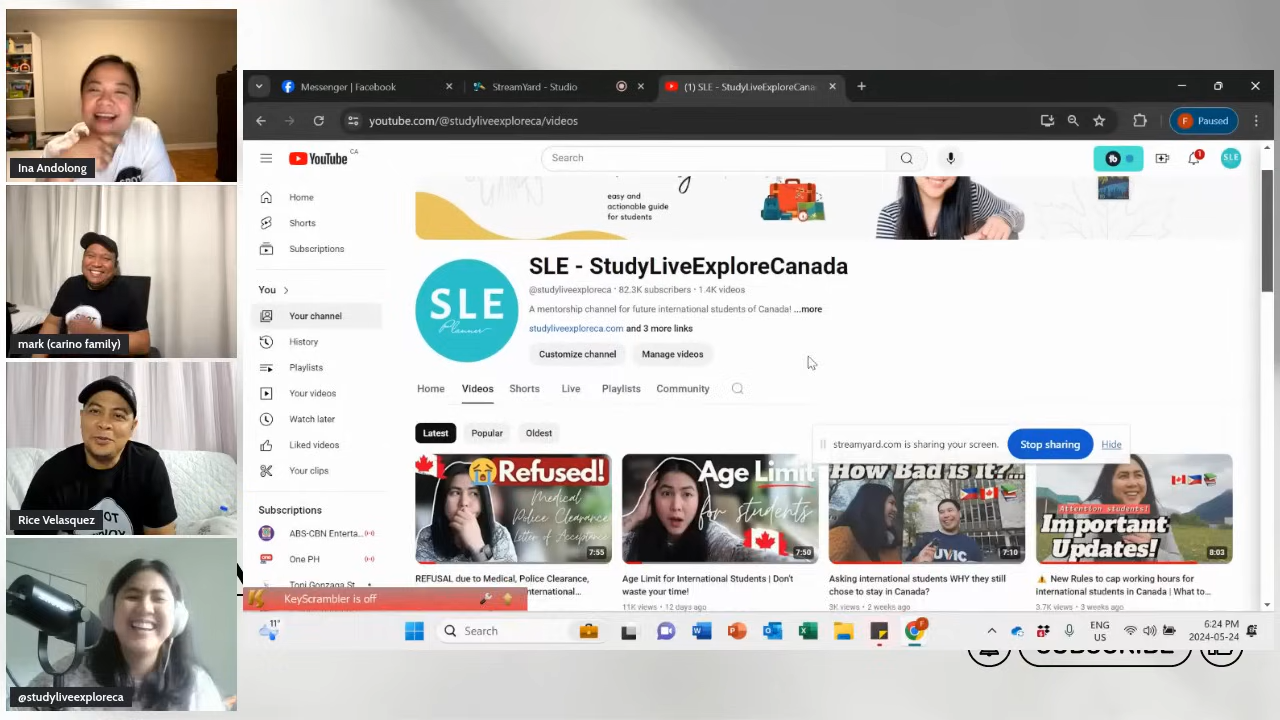 Ina Andolong
mark (carino family)
Rice Velasquez
@studyliveexploreca
Messenger | Facebook
StreamYard - Studio
(1) SLE - StudyLiveExploreCana
youtube.com/@studyliveexploreca/videos
F Paused
YouTube CA
Search
1
SLE
Home
Shorts
Subscriptions
You
Your channel
History
Playlists
Your videos
Watch later
Liked videos
Your clips
Subscriptions
ABS-CBN Enterta...
One PH
Toni Gonzaga St
easy and
actionable guide
for students
SLE
Planner
SLE - StudyLiveExploreCanada
@studyliveexploreca • 82.3K subscribers • 1.4K videos
A mentorship channel for future international students of Canada! ...more
studyliveexploreca.com and 3 more links
Customize channel
Manage videos
Home
Videos
Shorts
Live
Playlists
Community
Latest
Popular
Oldest
streamyard.com is sharing your screen.
Stop sharing
Hide
Refused!
Medical
Police Clearance
Letter of Acceptance
7:55
REFUSAL due to Medical, Police Clearance,
Age Limit
for students
7:50
Age Limit for International Students | Don't
waste your time!
11K views • 12 days ago
How Bad is it?...
UVIC
7:10
Asking international students WHY they still
chose to stay in Canada?
3K views • 2 weeks ago
Attention students!
Important
Updates!
8:03
⚠️ New Rules to cap working hours for
international students in Canada | What to...
3.7K views • 3 weeks ago
KeyScrambler is off
11°
Search
ENG
US
6:24 PM
2024-05-24
SUBSCRIBE